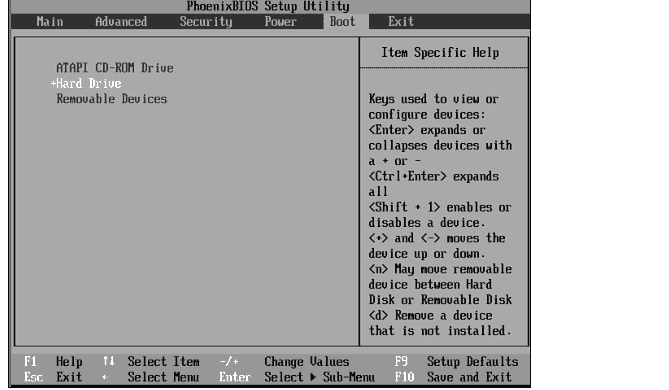 PhoenixBIOS Setup Utility
Main Advanced Security Power Boot Exit
ATAPI CD-ROM Drive
+Hard Drive
Removable Devices
Item Specific Help
Keys used to view or
configure devices:
<Enter> expands or
collapses devices with
a + or -
<Ctrl+Enter> expands
all
<Shift + 1> enables or
disables a device.
<+> and <-> moves the
device up or down.
<n> May move removable
device between Hard
Disk or Removable Disk
<d> Remove a device
that is not installed.
F1 Help ↑↓ Select Item -/+ Change Values F9 Setup Defaults
Esc Exit ← Select Menu Enter Select ▶ Sub-Menu F10 Save and Exit